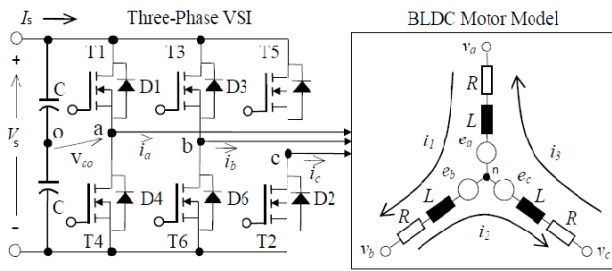 Three-Phase VSI
BLDC Motor Model
Is
T1
T3
T5
va
+
C
D1
D3
R
L
Vs
o
a
ea
vao
ia
b
i1
i3
ib
c
ic
eb
n
ec
C
D4
D6
D2
L
L
R
R
i2
-
T4
T6
T2
vb
vc